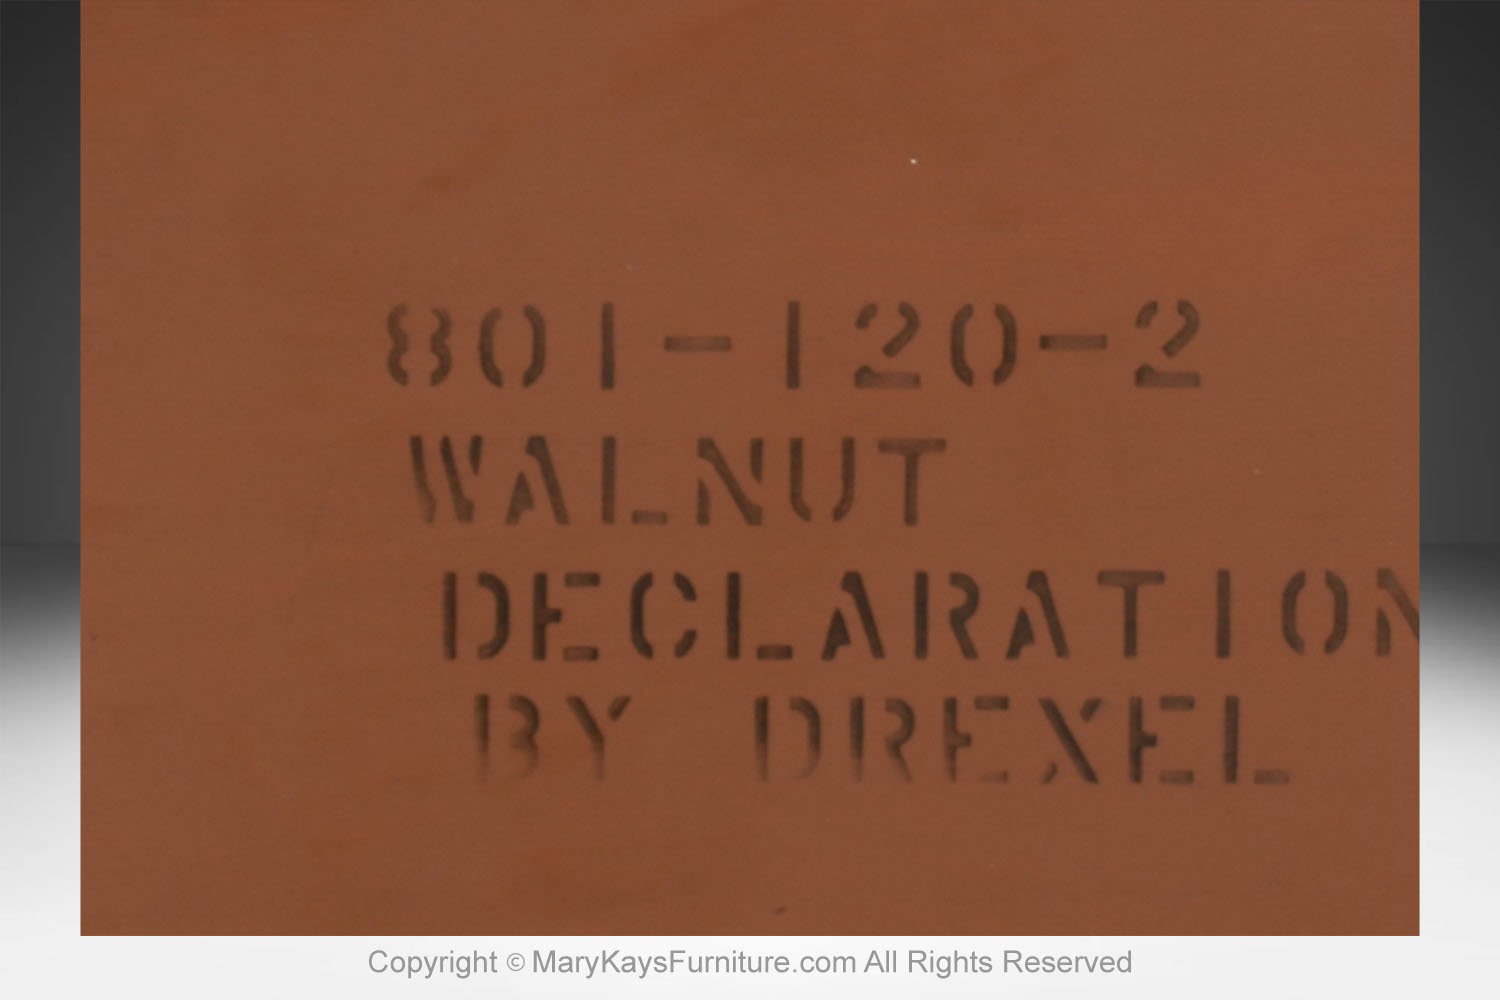 801-120-2
WALNUT
DECLARATION
BY DREXEL
Copyright © MaryKaysFurniture.com All Rights Reserved